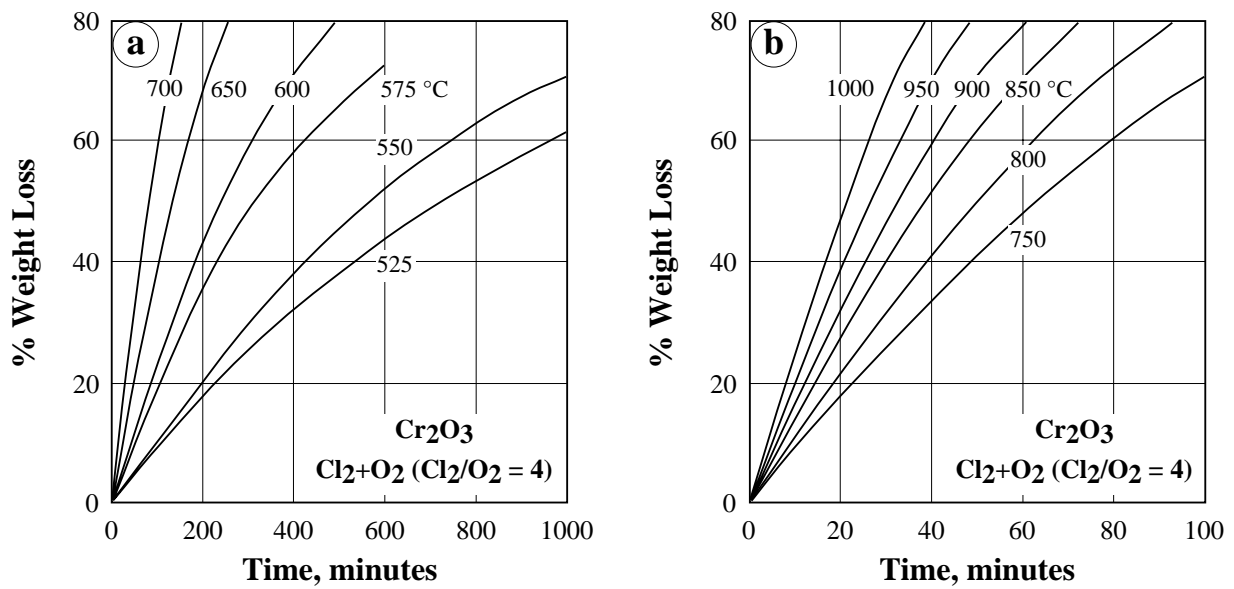 a
% Weight Loss
80
60
40
20
0
700
650
600
575 °C
550
525
Cr2O3
Cl2+O2 (Cl2/O2 = 4)
0 200 400 600 800 1000
Time, minutes
b
% Weight Loss
80
60
40
20
0
1000
950
900
850 °C
800
750
Cr2O3
Cl2+O2 (Cl2/O2 = 4)
0 20 40 60 80 100
Time, minutes